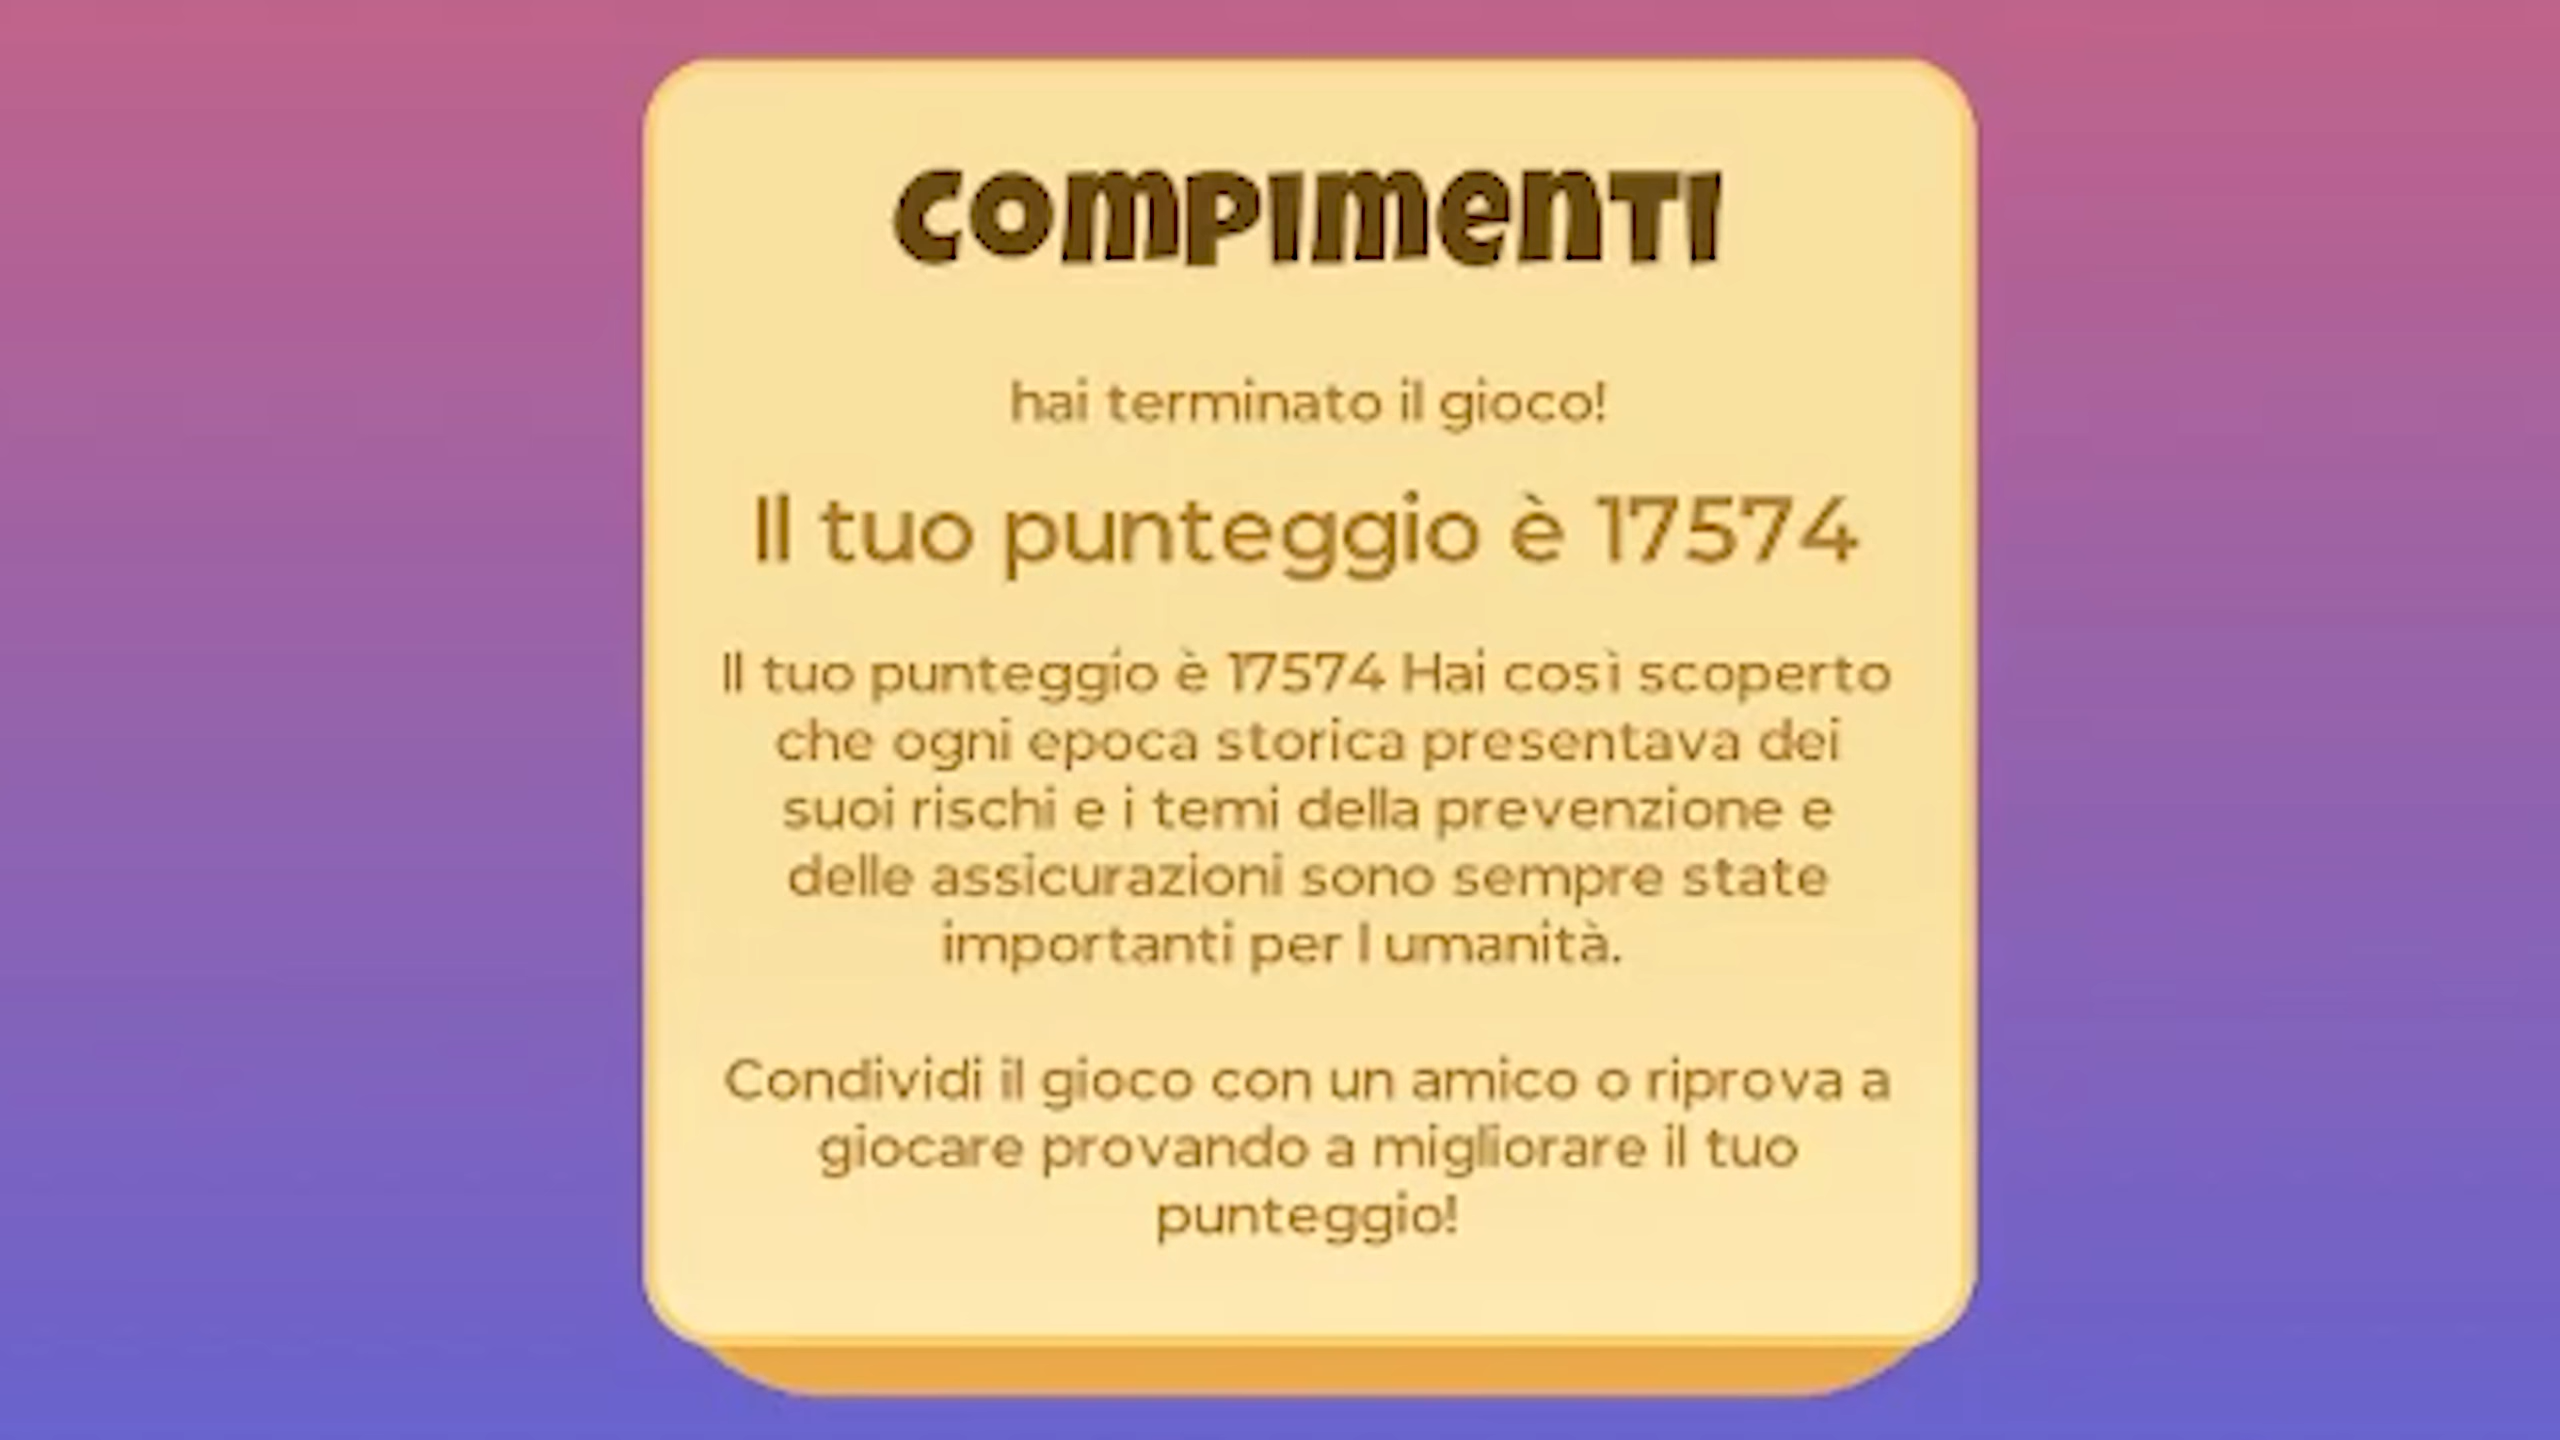 COMPIMENTI
hai terminato il gioco!
Il tuo punteggio è 17574
Il tuo punteggio è 17574 Hai così scoperto
che ogni epoca storica presentava dei
suoi rischi e i temi della prevenzione e
delle assicurazioni sono sempre state
importanti per l umanità.
Condividi il gioco con un amico o riprova a
giocare provando a migliorare il tuo
punteggio!